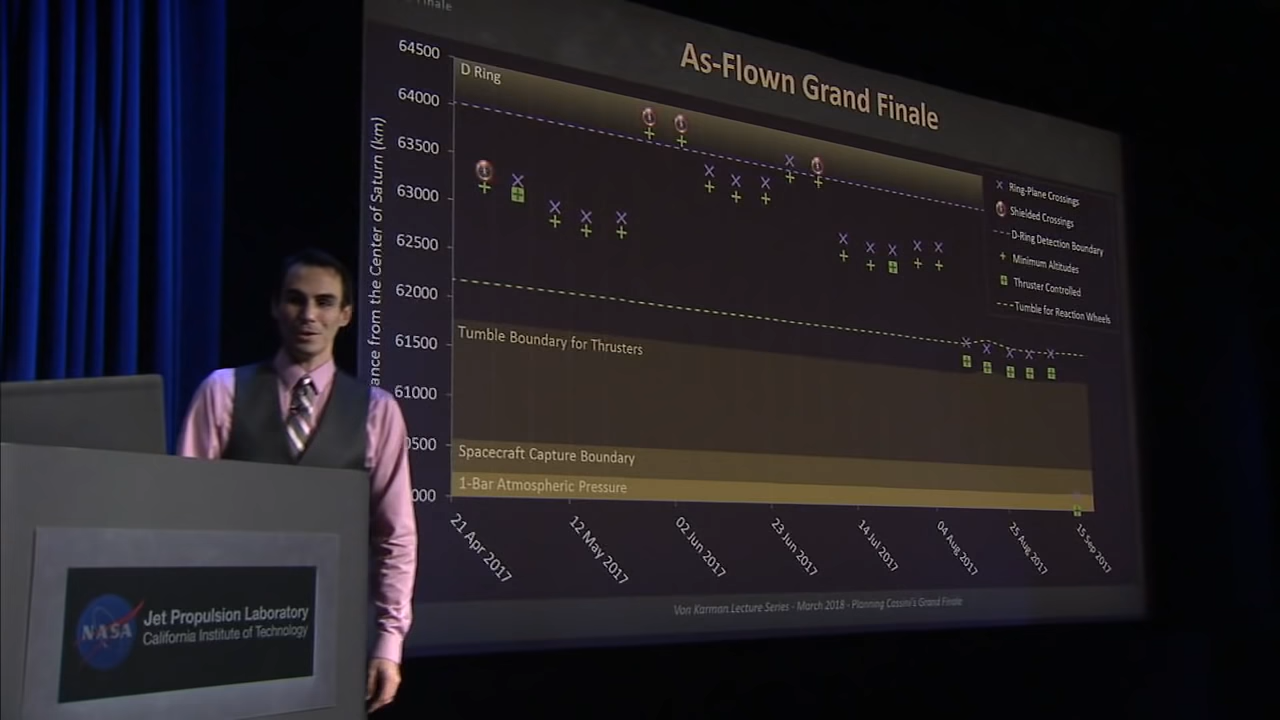 Finale
As-Flown Grand Finale
64500
64000
63500
63000
62500
62000
61500
61000
0500
000
ance from the Center of Saturn (km)
D Ring
Tumble Boundary for Thrusters
Spacecraft Capture Boundary
1-Bar Atmospheric Pressure
Ring-Plane Crossings
Shielded Crossings
D-Ring Detection Boundary
Minimum Altitudes
Thruster Controlled
Tumble for Reaction Wheels
21 Apr 2017
12 May 2017
02 Jun 2017
23 Jun 2017
14 Jul 2017
04 Aug 2017
25 Aug 2017
15 Sep 2017
Von Karman Lecture Series - March 2018 - Planning Cassini's Grand Finale
NASA
Jet Propulsion Laboratory
California Institute of Technology